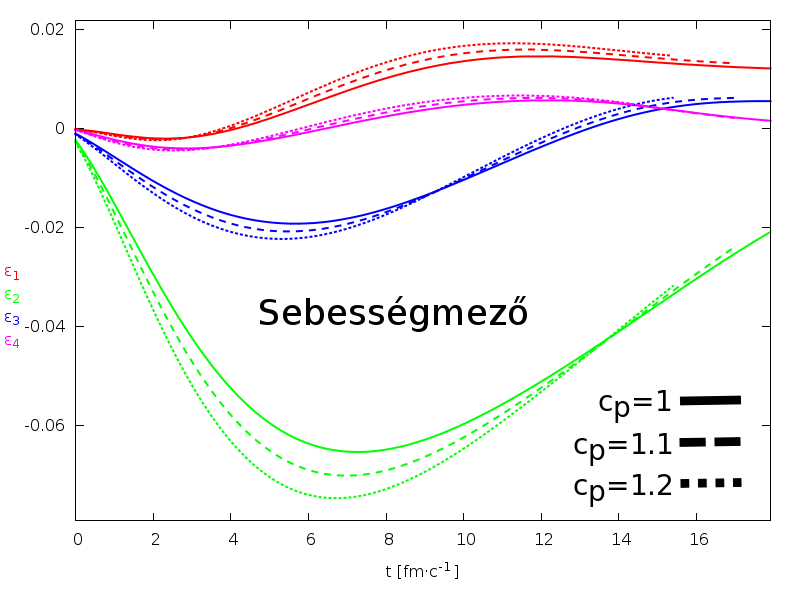 0.02
0
-0.02
ε1
ε2
ε3
-0.04
ε4
Sebességmező
cp=1
-0.06
cp=1.1
cp=1.2
0 2 4 6 8 10 12 14 16
t [fm·c-1]